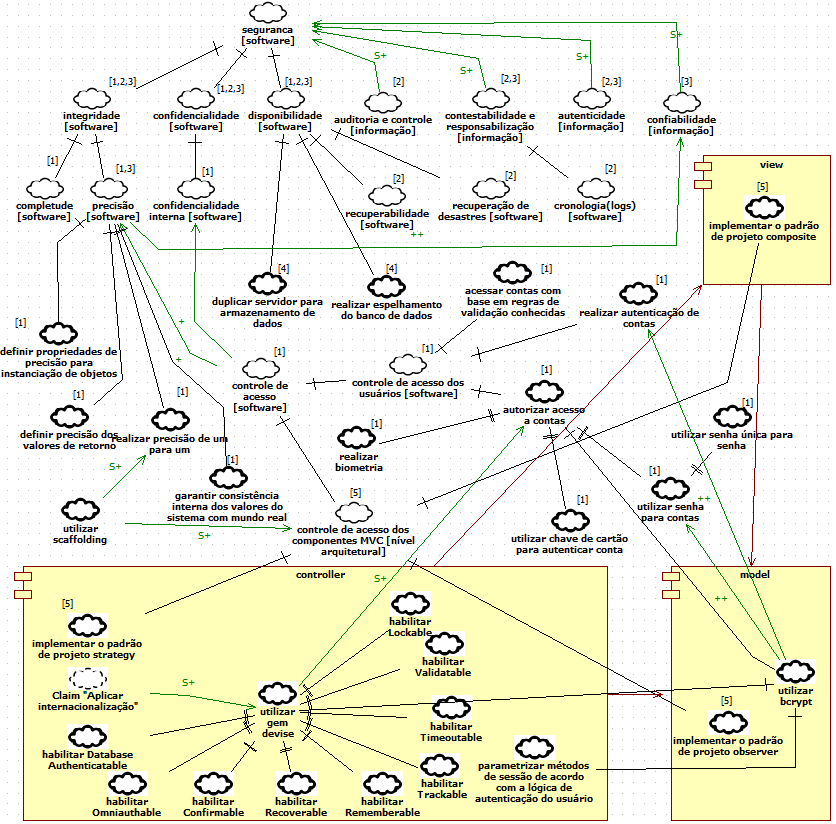 seguranca
[software]
S+
S+
S+
S+
[1,2,3]
integridade
[software]
[1,2,3]
confidencialidade
[software]
[1,2,3]
disponibilidade
[software]
[2]
auditoria e controle
[informação]
[2,3]
contestabilidade e
responsabilização
[informação]
[2,3]
autenticidade
[informação]
[3]
confiabilidade
[informação]
++
[1]
completude
[software]
[1,3]
precisão
[software]
[1]
confidencialidade
interna [software]
[2]
recuperabilidade
[software]
[2]
recuperação de
desastres [software]
[2]
cronologia(logs)
[software]
++
view
[5]
implementar o padrão
de projeto composite
[4]
duplicar servidor para
armazenamento de
dados
[4]
realizar espelhamento
do banco de dados
[1]
acessar contas com
base em regras de
validação conhecidas
[1]
realizar autenticação de
contas
[1]
definir propriedades de
precisão para
instanciação de objetos
+
+
[1]
controle de
acesso
[software]
[1]
controle de acesso dos
usuários [software]
[1]
autorizar acesso
a contas
[1]
definir precisão dos
valores de retorno
[1]
realizar precisão de um
para um
[1]
realizar
biometria
[1]
utilizar senha única para
senha
S+
[1]
garantir consistência
interna dos valores do
sistema com mundo real
[1]
utilizar senha
para contas
++
utilizar
scaffolding
S+
[5]
controle de acesso dos
componentes MVC [nível
arquitetural]
[1]
utilizar chave de cartão
para autenticar conta
controller
S+
model
++
[5]
implementar o padrão
de projeto strategy
habilitar
Lockable
habilitar
Validatable
Claim "Aplicar
internacionalização"
S+
utilizar
gem
devise
utilizar
bcrypt
habilitar
Timeoutable
[5]
implementar o padrão
de projeto observer
habilitar Database
Authenticatable
habilitar
Trackable
parametrizar métodos
de sessão de acordo
com a lógica de
autenticação do usuário
habilitar
Omniauthable
habilitar
Confirmable
habilitar
Recoverable
habilitar
Rememberable